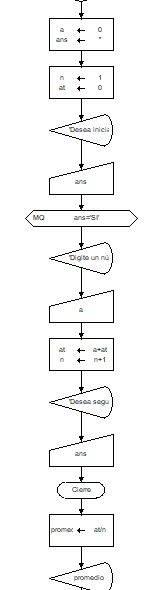 a ← 0
ans ← "
n ← 1
at ← 0
'Desea inicia
ans
MQ ans='SI'
'Digite un nú
a
at ← a+at
n ← n+1
'Desea segu
ans
Cierre
promec ← at/n
promedio